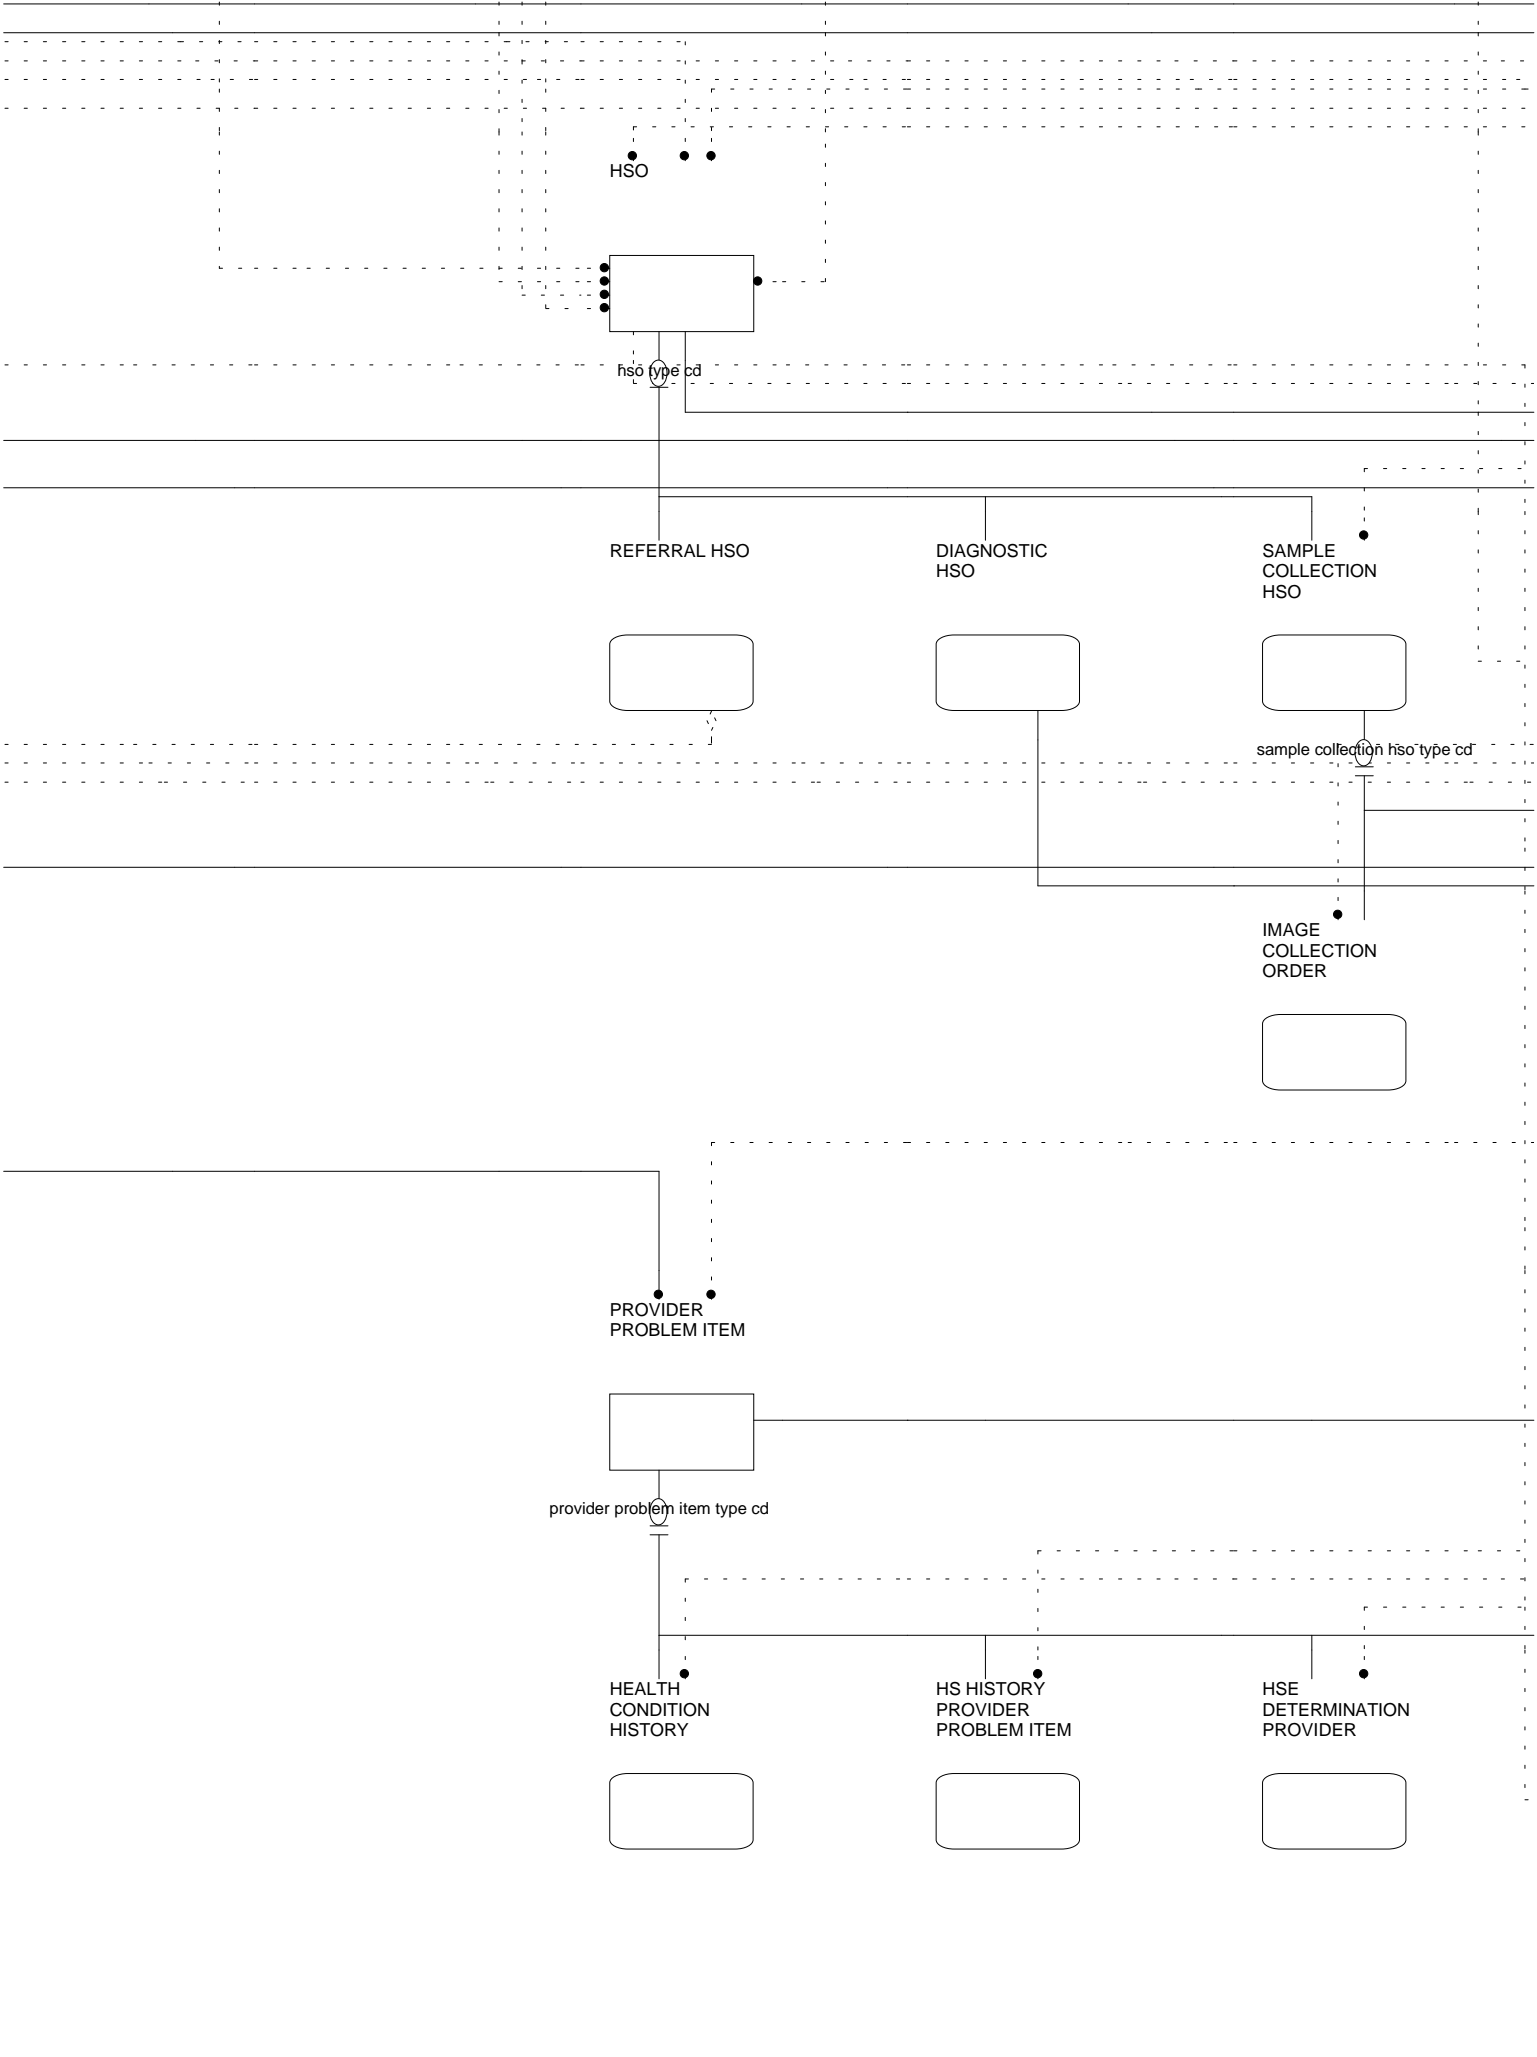 HSO
hso type cd
REFERRAL HSO
DIAGNOSTIC
HSO
SAMPLE
COLLECTION
HSO
sample collection hso type cd
IMAGE
COLLECTION
ORDER
PROVIDER
PROBLEM ITEM
provider problem item type cd
HEALTH
CONDITION
HISTORY
HS HISTORY
PROVIDER
PROBLEM ITEM
HSE
DETERMINATION
PROVIDER